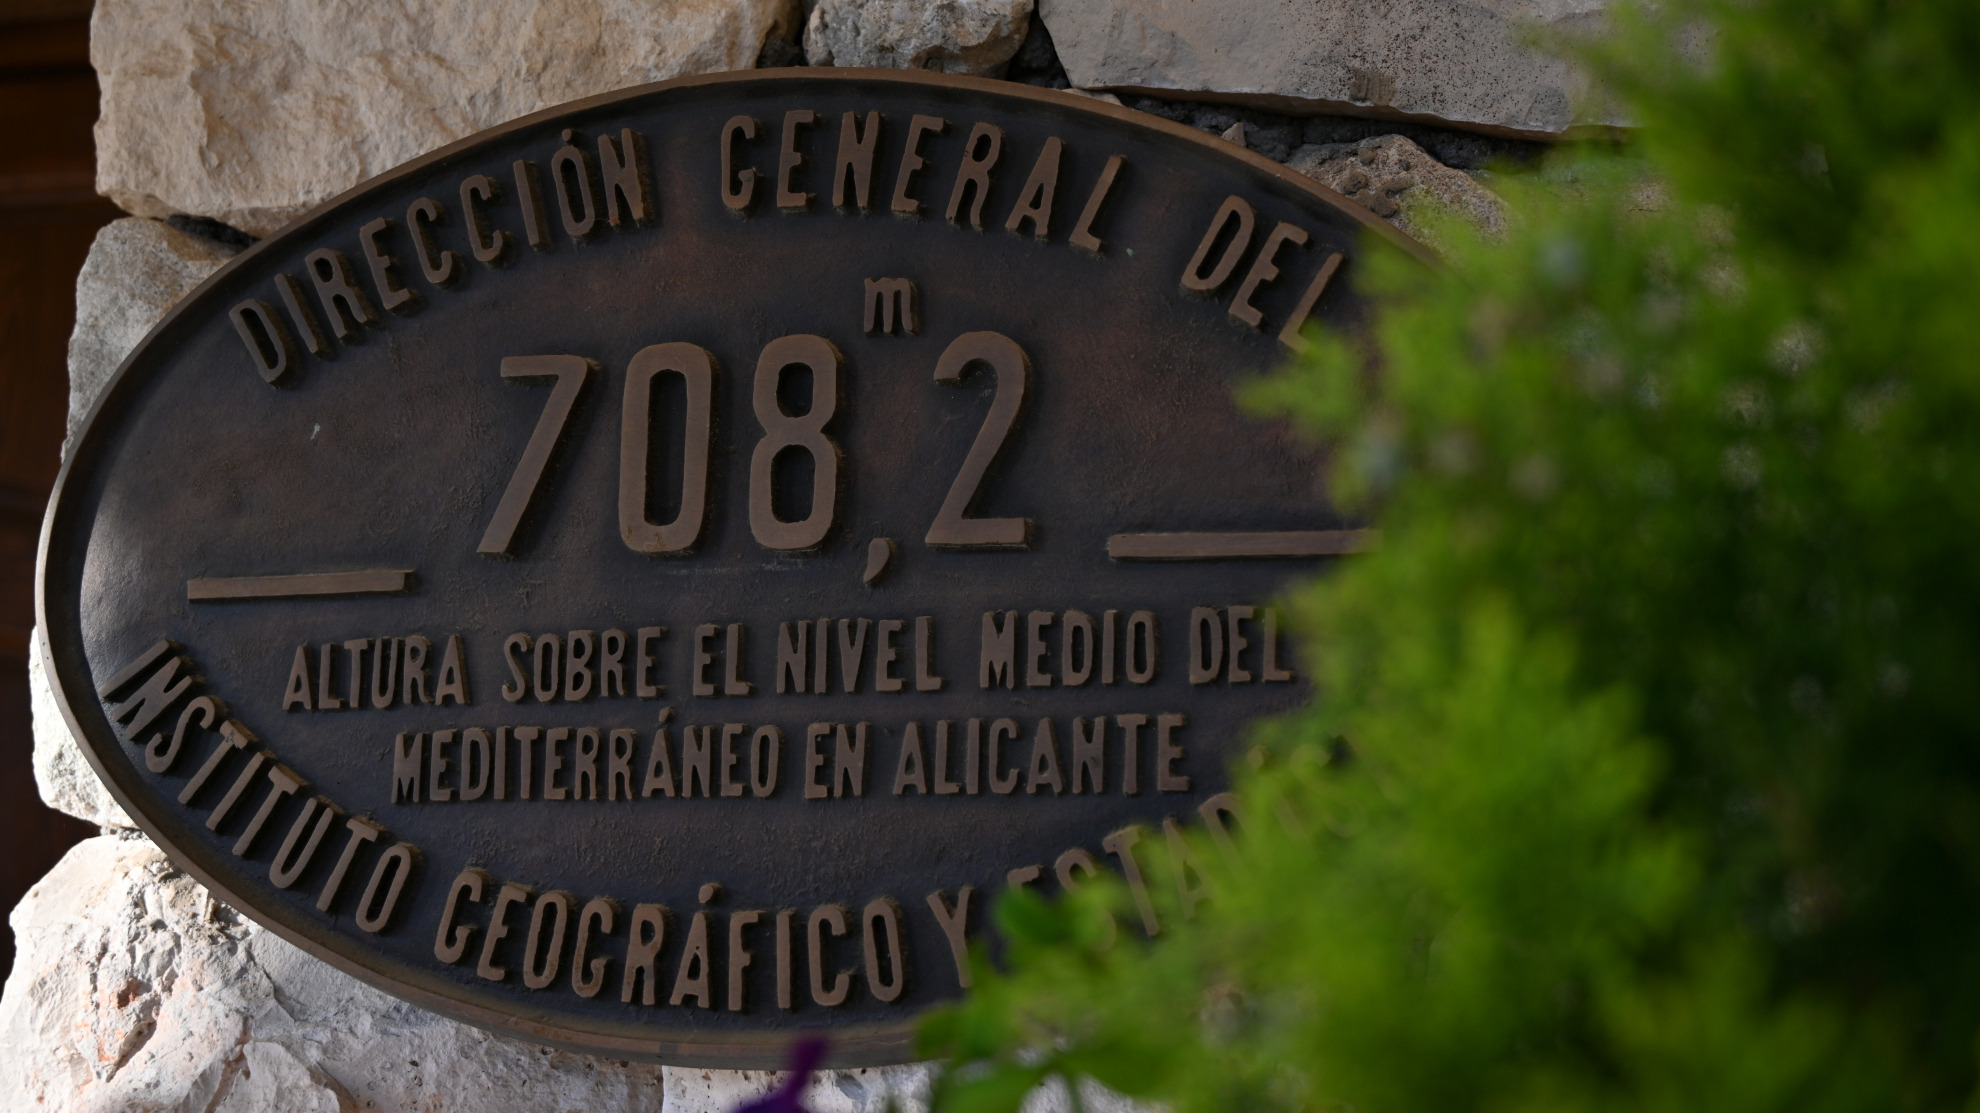 DIRECCIÓN GENERAL DEL
m
708,2
ALTURA SOBRE EL NIVEL MEDIO DEL
MEDITERRÁNEO EN ALICANTE
INSTITUTO GEOGRÁFICO Y